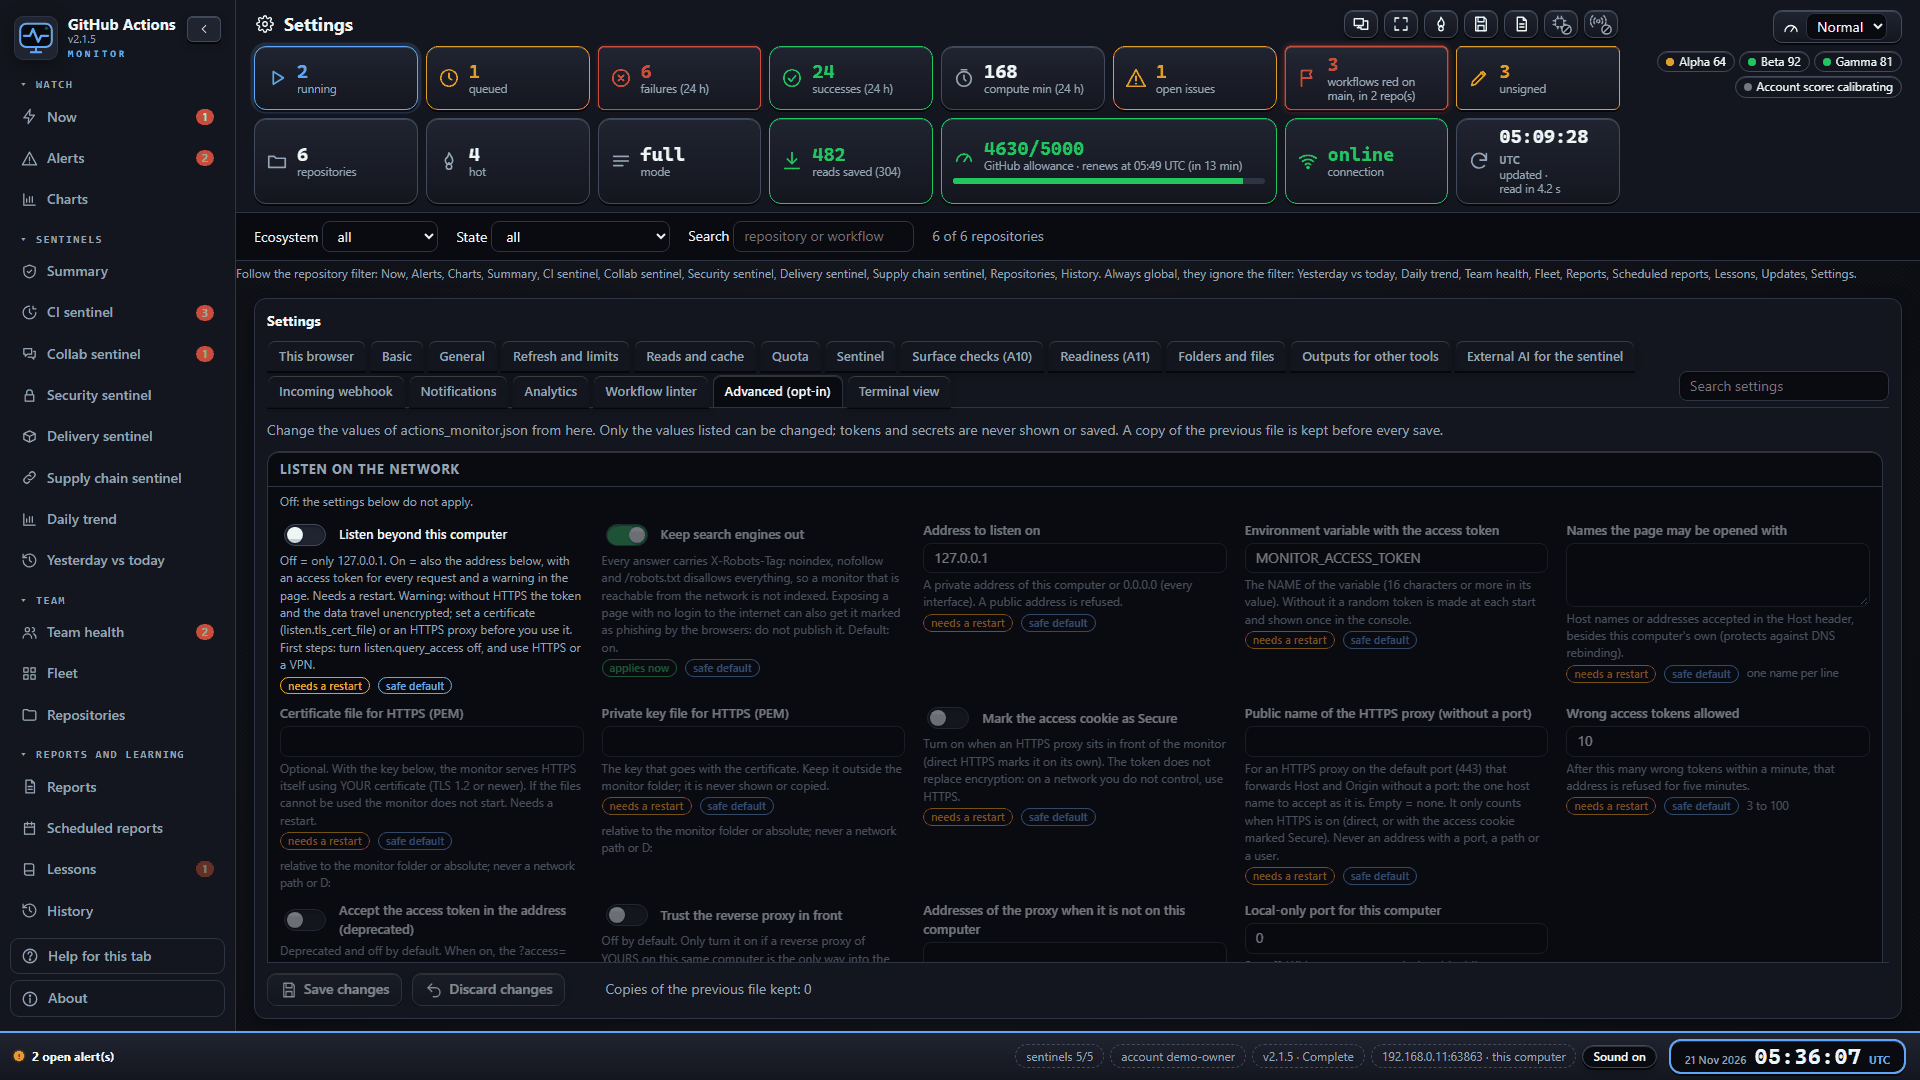 GitHub Actions
v2.1.5
MONITOR
WATCH
Now 1
Alerts 2
Charts
SENTINELS
Summary
CI sentinel 3
Collab sentinel 1
Security sentinel
Delivery sentinel
Supply chain sentinel
Daily trend
Yesterday vs today
TEAM
Team health 2
Fleet
Repositories
REPORTS AND LEARNING
Reports
Scheduled reports
Lessons 1
History
Help for this tab
About
Settings
Normal
2
running
1
queued
6
failures (24 h)
24
successes (24 h)
168
compute min (24 h)
1
open issues
3
workflows red on
main, in 2 repo(s)
3
unsigned
Alpha 64
Beta 92
Gamma 81
Account score: calibrating
6
repositories
4
hot
full
mode
482
reads saved (304)
4630/5000
GitHub allowance · renews at 05:49 UTC (in 13 min)
online
connection
05:09:28
UTC
updated ·
read in 4.2 s
Ecosystem all State all Search repository or workflow 6 of 6 repositories
Follow the repository filter: Now, Alerts, Charts, Summary, CI sentinel, Collab sentinel, Security sentinel, Delivery sentinel, Supply chain sentinel, Repositories, History. Always global, they ignore the filter: Yesterday vs today, Daily trend, Team health, Fleet, Reports, Scheduled reports, Lessons, Updates, Settings.
Settings
This browser Basic General Refresh and limits Reads and cache Quota Sentinel Surface checks (A10) Readiness (A11) Folders and files Outputs for other tools External AI for the sentinel
Incoming webhook Notifications Analytics Workflow linter Advanced (opt-in) Terminal view
Search settings
Change the values of actions_monitor.json from here. Only the values listed can be changed; tokens and secrets are never shown or saved. A copy of the previous file is kept before every save.
LISTEN ON THE NETWORK
Off: the settings below do not apply.
Listen beyond this computer
Off = only 127.0.0.1. On = also the address below, with
an access token for every request and a warning in the
page. Needs a restart. Warning: without HTTPS the token
and the data travel unencrypted; set a certificate
(listen.tls_cert_file) or an HTTPS proxy before you use it.
First steps: turn listen.query_access off, and use HTTPS or
a VPN.
needs a restart safe default
Keep search engines out
Every answer carries X-Robots-Tag: noindex, nofollow
and /robots.txt disallows everything, so a monitor that is
reachable from the network is not indexed. Exposing a
page with no login to the internet can also get it marked
as phishing by the browsers: do not publish it. Default:
on.
applies now safe default
Address to listen on
127.0.0.1
A private address of this computer or 0.0.0.0 (every
interface). A public address is refused.
needs a restart safe default
Environment variable with the access token
MONITOR_ACCESS_TOKEN
The NAME of the variable (16 characters or more in its
value). Without it a random token is made at each start
and shown once in the console.
needs a restart safe default
Names the page may be opened with
Host names or addresses accepted in the Host header,
besides this computer's own (protects against DNS
rebinding).
needs a restart safe default one name per line
Certificate file for HTTPS (PEM)
Optional. With the key below, the monitor serves HTTPS
itself using YOUR certificate (TLS 1.2 or newer). If the files
cannot be used the monitor does not start. Needs a
restart.
needs a restart safe default
relative to the monitor folder or absolute; never a network
path or D:
Private key file for HTTPS (PEM)
The key that goes with the certificate. Keep it outside the
monitor folder; it is never shown or copied.
needs a restart safe default
relative to the monitor folder or absolute; never a network
path or D:
Mark the access cookie as Secure
Turn on when an HTTPS proxy sits in front of the monitor
(direct HTTPS marks it on its own). The token does not
replace encryption: on a network you do not control, use
HTTPS.
needs a restart safe default
Public name of the HTTPS proxy (without a port)
For an HTTPS proxy on the default port (443) that
forwards Host and Origin without a port: the one host
name to accept as it is. Empty = none. It only counts
when HTTPS is on (direct, or with the access cookie
marked Secure). Never an address with a port, a path or
a user.
needs a restart safe default
Wrong access tokens allowed
10
After this many wrong tokens within a minute, that
address is refused for five minutes.
needs a restart safe default 3 to 100
Accept the access token in the address
(deprecated)
Deprecated and off by default. When on, the ?access=
Trust the reverse proxy in front
Off by default. Only turn it on if a reverse proxy of
YOURS on this same computer is the only way into the
Addresses of the proxy when it is not on this
computer
Local-only port for this computer
0
Save changes Discard changes Copies of the previous file kept: 0
2 open alert(s)
sentinels 5/5 account demo-owner v2.1.5 · Complete 192.168.0.11:63863 · this computer Sound on 21 Nov 2026 05:36:07 UTC